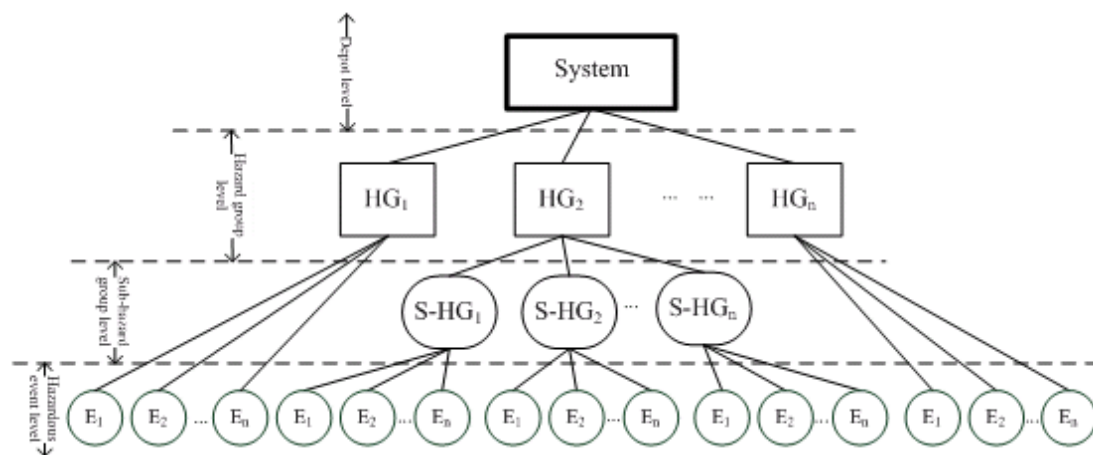 Depot level
System
Hazard group
level
HG₁ HG₂ ... ... HGₙ
Sub-hazard
group level
S-HG₁ S-HG₂ ... S-HGₙ
Hazardous
event level
E₁ E₂ ... Eₙ E₁ E₂ ... Eₙ E₁ E₂ ... Eₙ E₁ E₂ ... Eₙ E₁ E₂ ... Eₙ